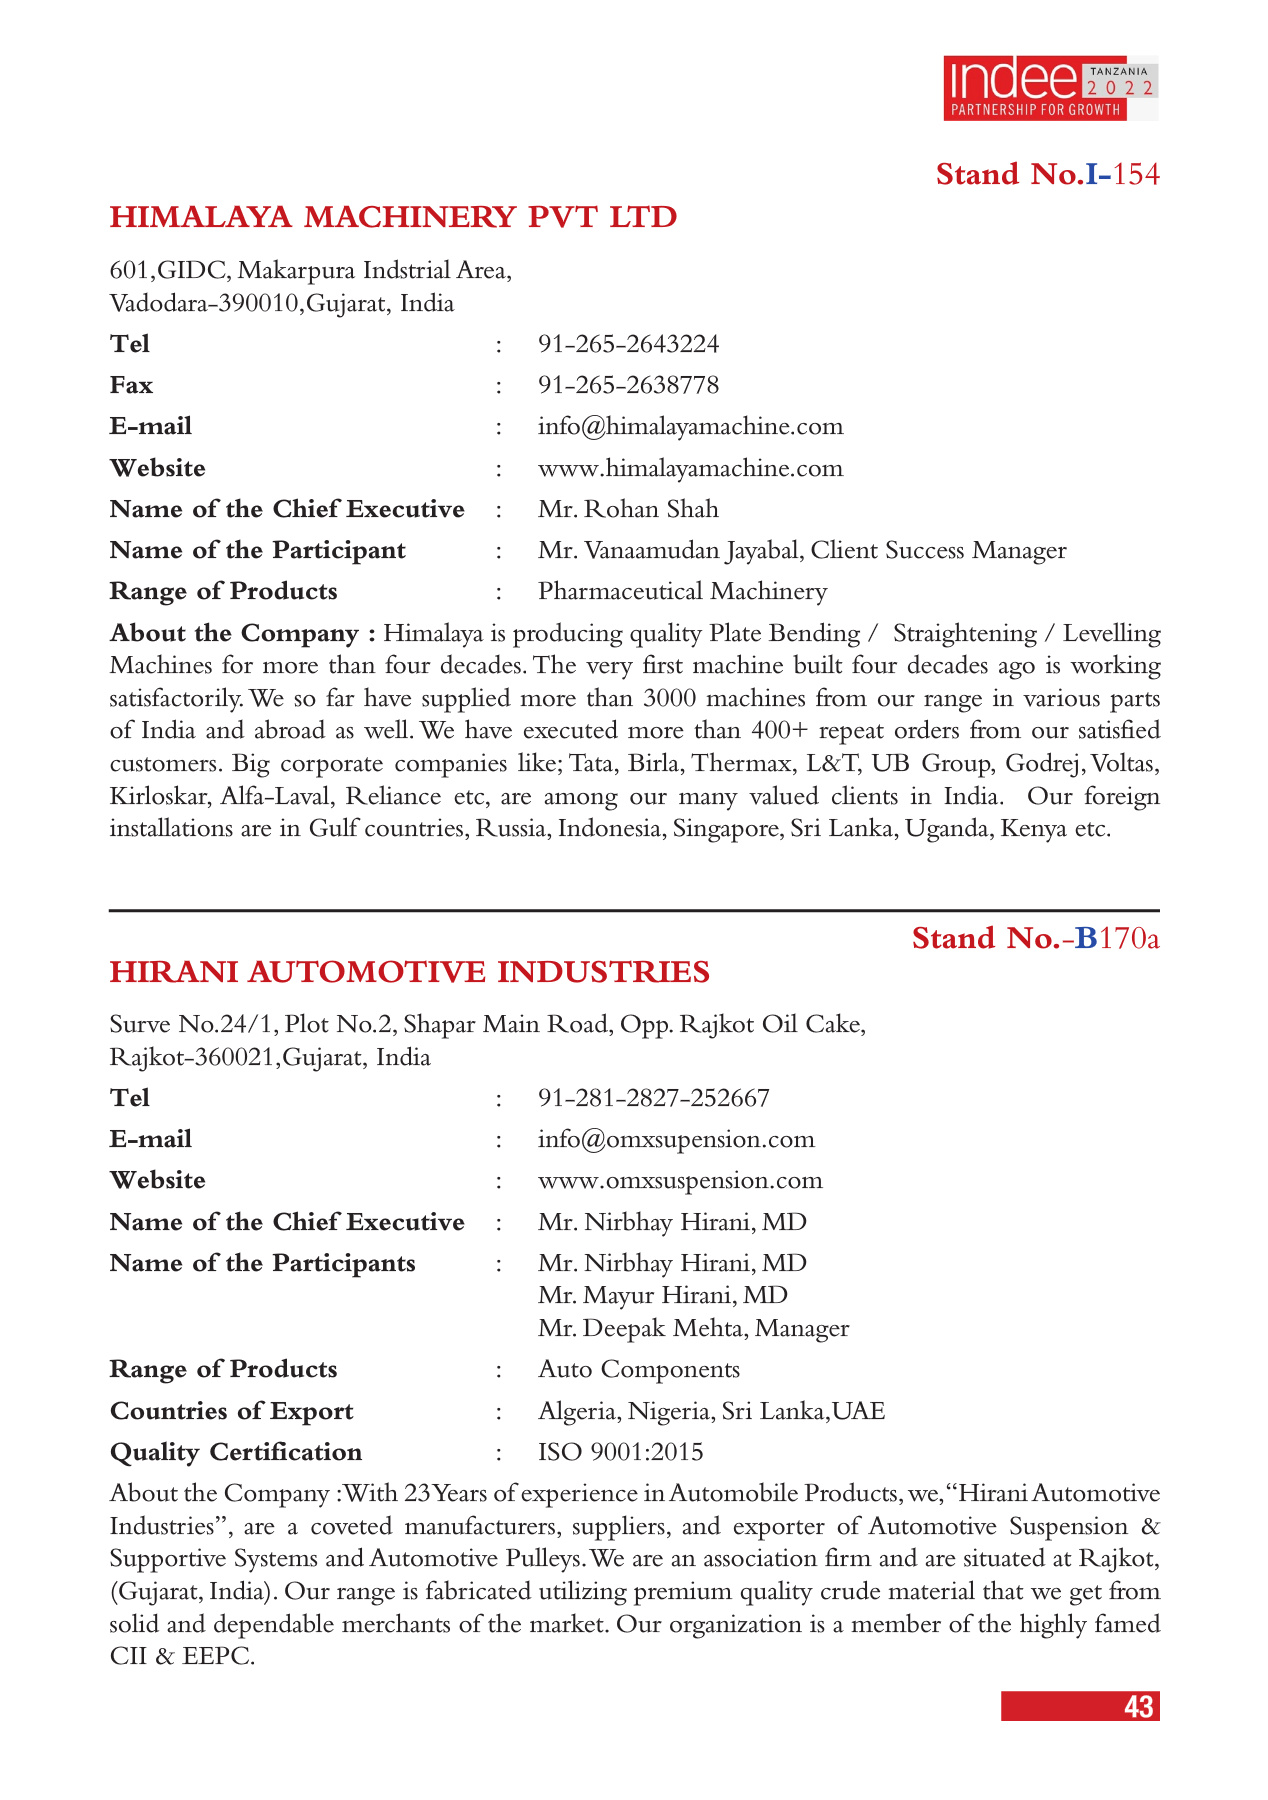 Indee TANZANIA
2022
PARTNERSHIP FOR GROWTH
Stand No.I-154
HIMALAYA MACHINERY PVT LTD
601,GIDC, Makarpura Indstrial Area,
Vadodara-390010,Gujarat, India
Tel : 91-265-2643224
Fax : 91-265-2638778
E-mail : info@himalayamachine.com
Website : www.himalayamachine.com
Name of the Chief Executive : Mr. Rohan Shah
Name of the Participant : Mr. Vanaamudan Jayabal, Client Success Manager
Range of Products : Pharmaceutical Machinery
About the Company : Himalaya is producing quality Plate Bending / Straightening / Levelling
Machines for more than four decades. The very first machine built four decades ago is working
satisfactorily. We so far have supplied more than 3000 machines from our range in various parts
of India and abroad as well. We have executed more than 400+ repeat orders from our satisfied
customers. Big corporate companies like; Tata, Birla, Thermax, L&T, UB Group, Godrej, Voltas,
Kirloskar, Alfa-Laval, Reliance etc, are among our many valued clients in India. Our foreign
installations are in Gulf countries, Russia, Indonesia, Singapore, Sri Lanka, Uganda, Kenya etc.
Stand No.-B170a
HIRANI AUTOMOTIVE INDUSTRIES
Surve No.24/1, Plot No.2, Shapar Main Road, Opp. Rajkot Oil Cake,
Rajkot-360021,Gujarat, India
Tel : 91-281-2827-252667
E-mail : info@omxsupension.com
Website : www.omxsuspension.com
Name of the Chief Executive : Mr. Nirbhay Hirani, MD
Name of the Participants : Mr. Nirbhay Hirani, MD
Mr. Mayur Hirani, MD
Mr. Deepak Mehta, Manager
Range of Products : Auto Components
Countries of Export : Algeria, Nigeria, Sri Lanka,UAE
Quality Certification : ISO 9001:2015
About the Company :With 23Years of experience in Automobile Products, we,“Hirani Automotive
Industries”, are a coveted manufacturers, suppliers, and exporter of Automotive Suspension &
Supportive Systems and Automotive Pulleys. We are an association firm and are situated at Rajkot,
(Gujarat, India). Our range is fabricated utilizing premium quality crude material that we get from
solid and dependable merchants of the market. Our organization is a member of the highly famed
CII & EEPC.
43